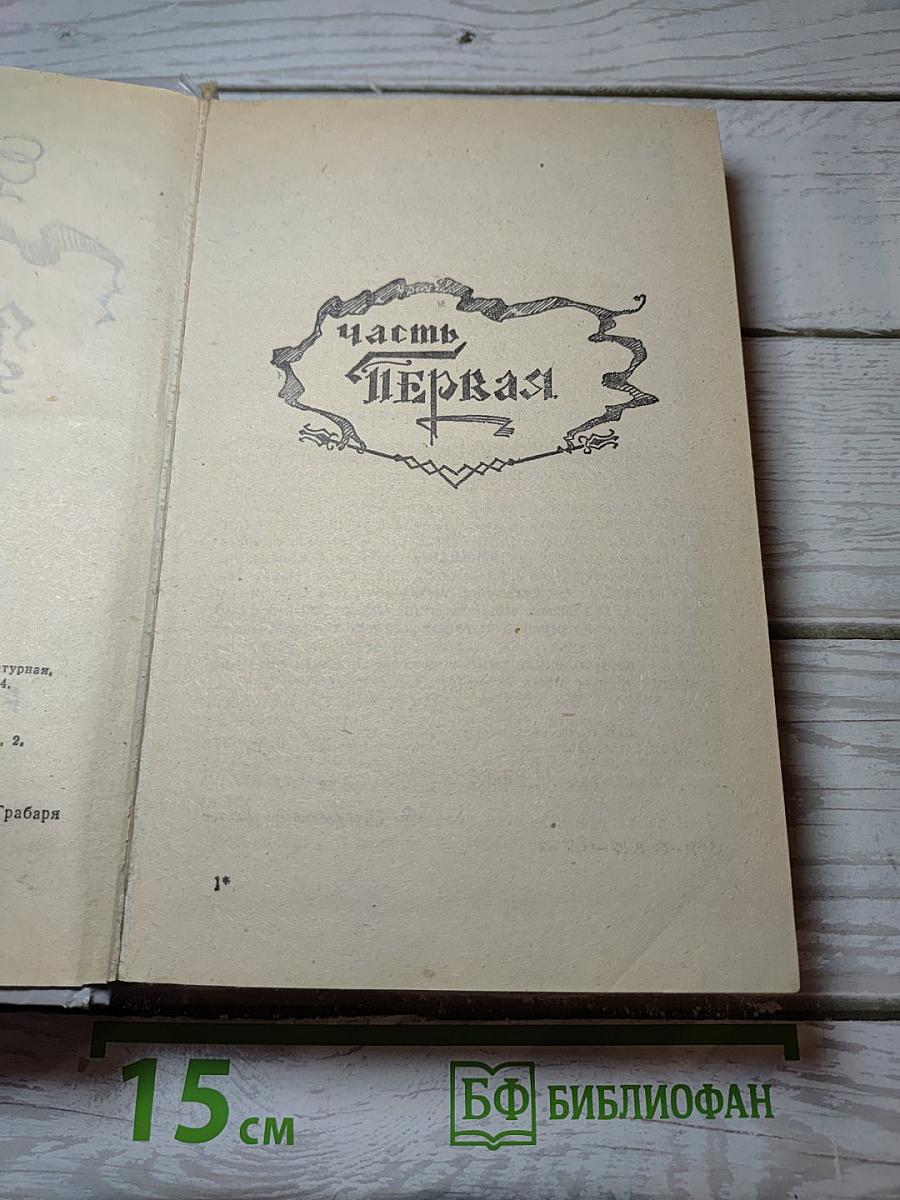 турная.
4.
, 2.
Грабаря
часть
ПЕРВАЯ
1*
15 см
БФ БИБЛИОФАН